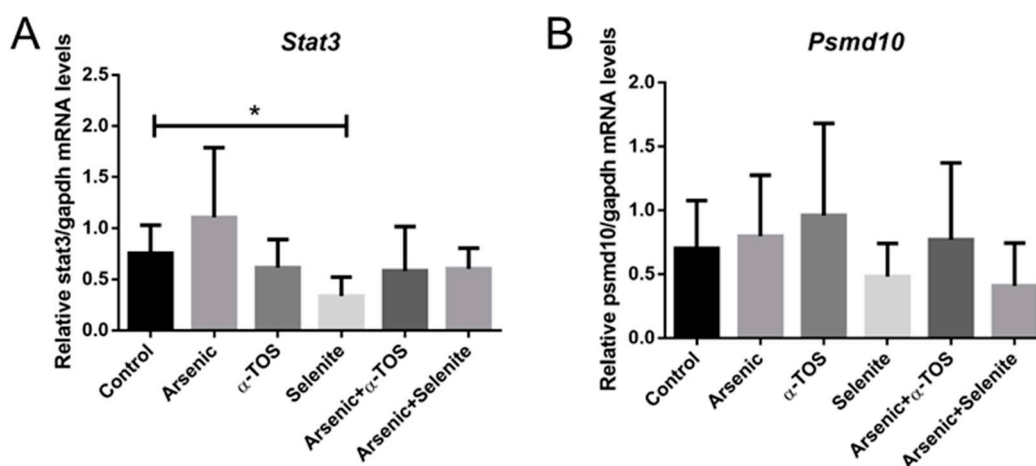 A
Stat3
Relative stat3/gapdh mRNA levels
2.5
2.0
1.5
1.0
0.5
0.0
*
Control
Arsenic
α-TOS
Selenite
Arsenic+α-TOS
Arsenic+Selenite
B
Psmd10
Relative psmd10/gapdh mRNA levels
2.0
1.5
1.0
0.5
0.0
Control
Arsenic
α-TOS
Selenite
Arsenic+α-TOS
Arsenic+Selenite